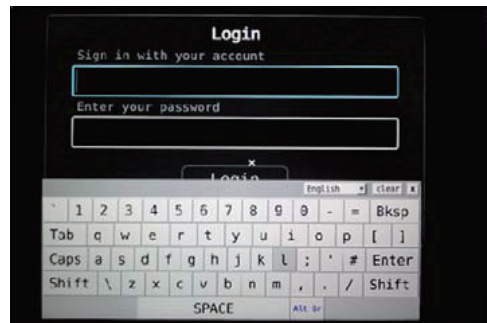 Login
Sign in with your account
Enter your password
×
Login
English clear x
` 1 2 3 4 5 6 7 8 9 0 - = Bksp
Tab q w e r t y u i o p [ ]
Caps a s d f g h j k l ; ' # Enter
Shift \ z x c v b n m , . / Shift
SPACE Alt Gr